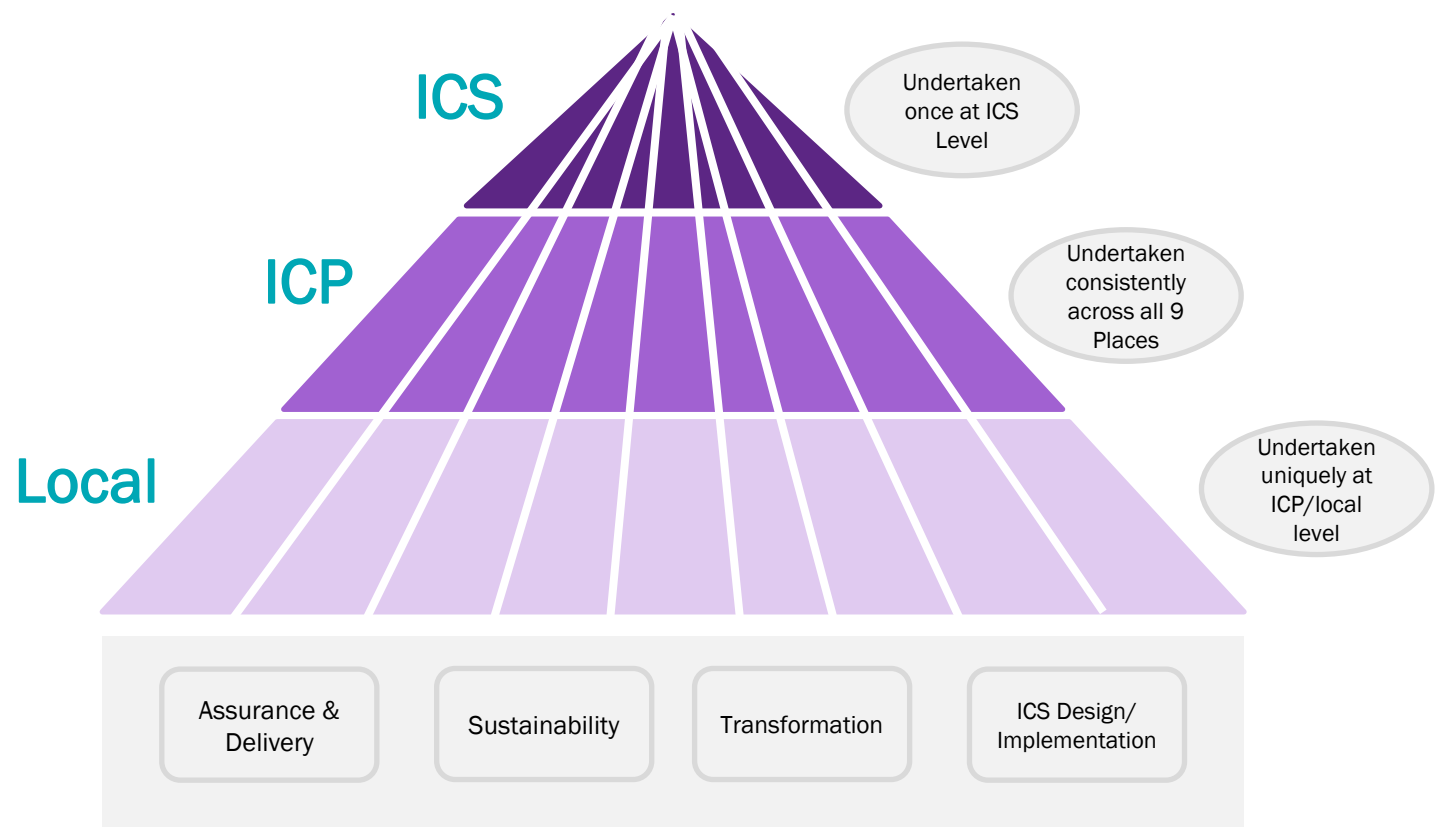 ICS
Undertaken
once at ICS
Level
ICP
Undertaken
consistently
across all 9
Places
Local
Undertaken
uniquely at
ICP/local
level
Assurance &
Delivery
Sustainability
Transformation
ICS Design/
Implementation